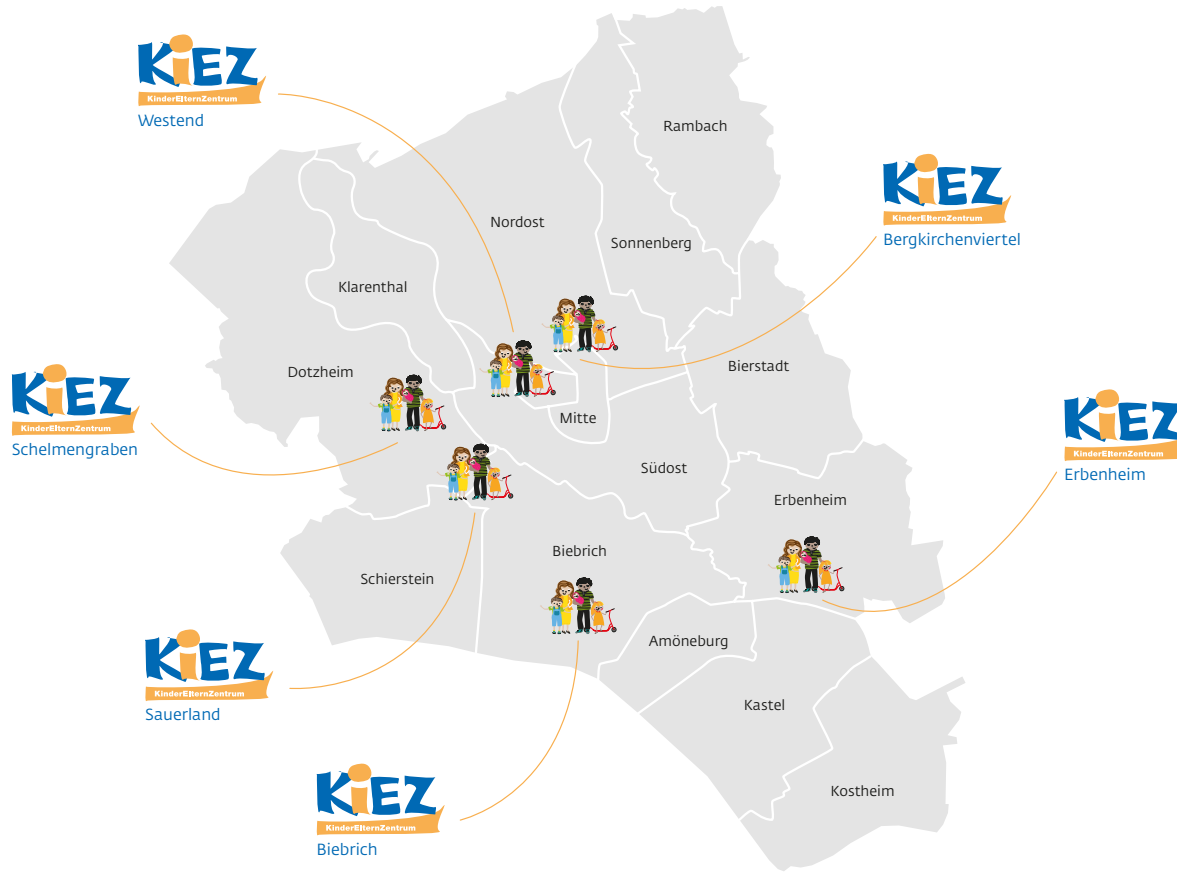 KiEZ
KinderElternZentrum
Westend
Rambach
KiEZ
KinderElternZentrum
Bergkirchenviertel
Nordost
Sonnenberg
Klarenthal
Dotzheim
Bierstadt
KiEZ
KinderElternZentrum
Schelmengraben
Mitte
KiEZ
KinderElternZentrum
Erbenheim
Südost
Erbenheim
Biebrich
Schierstein
Amöneburg
KiEZ
KinderElternZentrum
Sauerland
Kastel
Kostheim
KiEZ
KinderElternZentrum
Biebrich